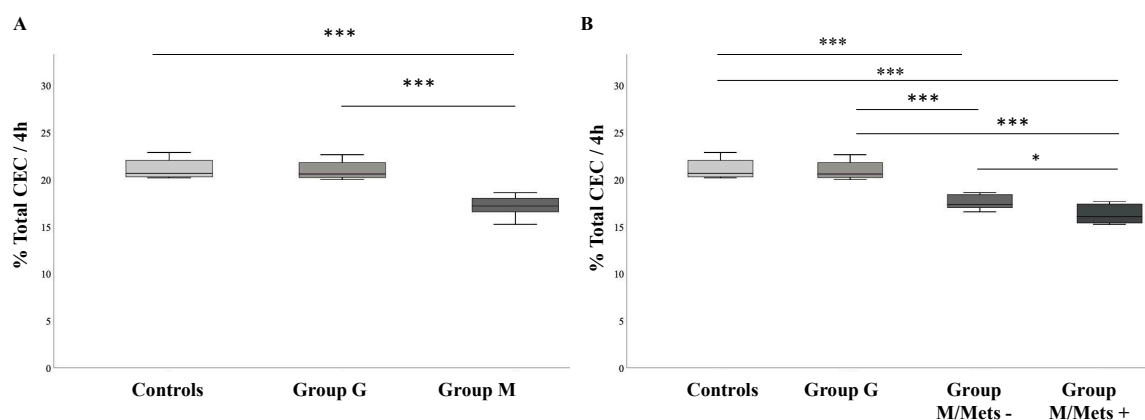 A
% Total CEC / 4h
30
25
20
15
10
5
0
***
***
Controls
Group G
Group M
B
% Total CEC / 4h
30
25
20
15
10
5
0
***
***
***
***
*
Controls
Group G
Group
M/Mets -
Group
M/Mets +